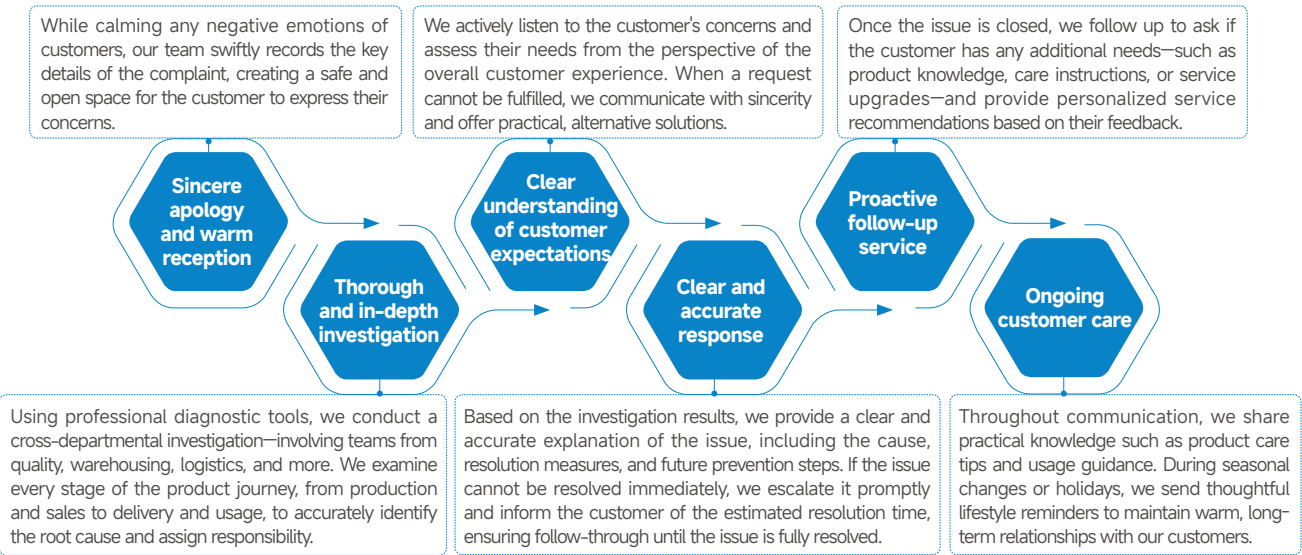 While calming any negative emotions of
customers, our team swiftly records the key
details of the complaint, creating a safe and
open space for the customer to express their
concerns.
We actively listen to the customer's concerns and
assess their needs from the perspective of the
overall customer experience. When a request
cannot be fulfilled, we communicate with sincerity
and offer practical, alternative solutions.
Once the issue is closed, we follow up to ask if
the customer has any additional needs—such as
product knowledge, care instructions, or service
upgrades—and provide personalized service
recommendations based on their feedback.
Sincere
apology
and warm
reception
Thorough
and in-depth
investigation
Clear
understanding
of customer
expectations
Clear and
accurate
response
Proactive
follow-up
service
Ongoing
customer care
Using professional diagnostic tools, we conduct a
cross-departmental investigation—involving teams from
quality, warehousing, logistics, and more. We examine
every stage of the product journey, from production
and sales to delivery and usage, to accurately identify
the root cause and assign responsibility.
Based on the investigation results, we provide a clear and
accurate explanation of the issue, including the cause,
resolution measures, and future prevention steps. If the issue
cannot be resolved immediately, we escalate it promptly
and inform the customer of the estimated resolution time,
ensuring follow-through until the issue is fully resolved.
Throughout communication, we share
practical knowledge such as product care
tips and usage guidance. During seasonal
changes or holidays, we send thoughtful
lifestyle reminders to maintain warm, long-
term relationships with our customers.